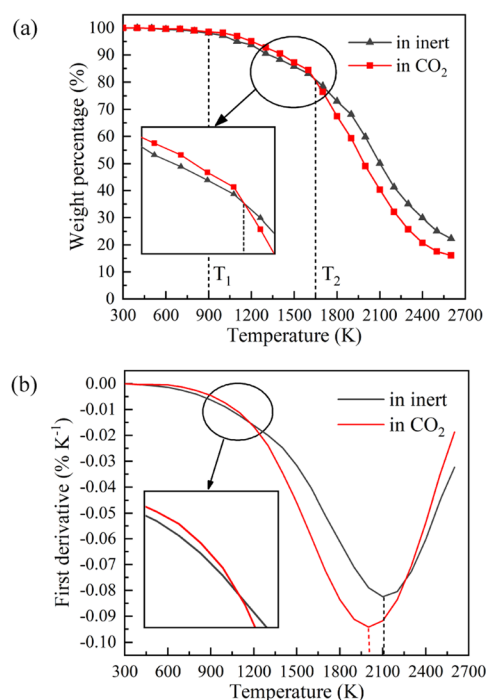 (a)
100
90
80
70
60
50
40
30
20
10
0
Weight percentage (%)
in inert
in CO2
T1
T2
300 600 900 1200 1500 1800 2100 2400 2700
Temperature (K)
(b)
0.00
-0.01
-0.02
-0.03
-0.04
-0.05
-0.06
-0.07
-0.08
-0.09
-0.10
First derivative (% K-1)
in inert
in CO2
300 600 900 1200 1500 1800 2100 2400 2700
Temperature (K)